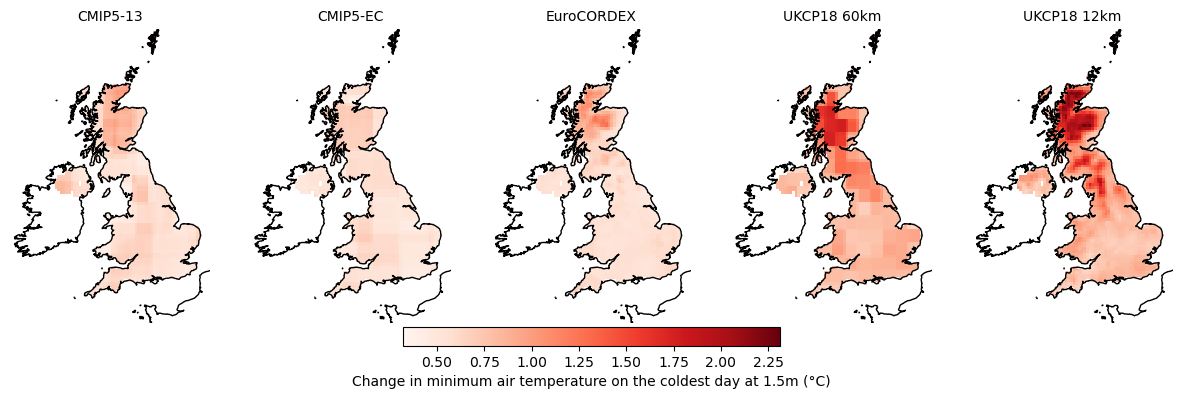 CMIP5-13
CMIP5-EC
EuroCORDEX
UKCP18 60km
UKCP18 12km
0.50 0.75 1.00 1.25 1.50 1.75 2.00 2.25
Change in minimum air temperature on the coldest day at 1.5m (°C)